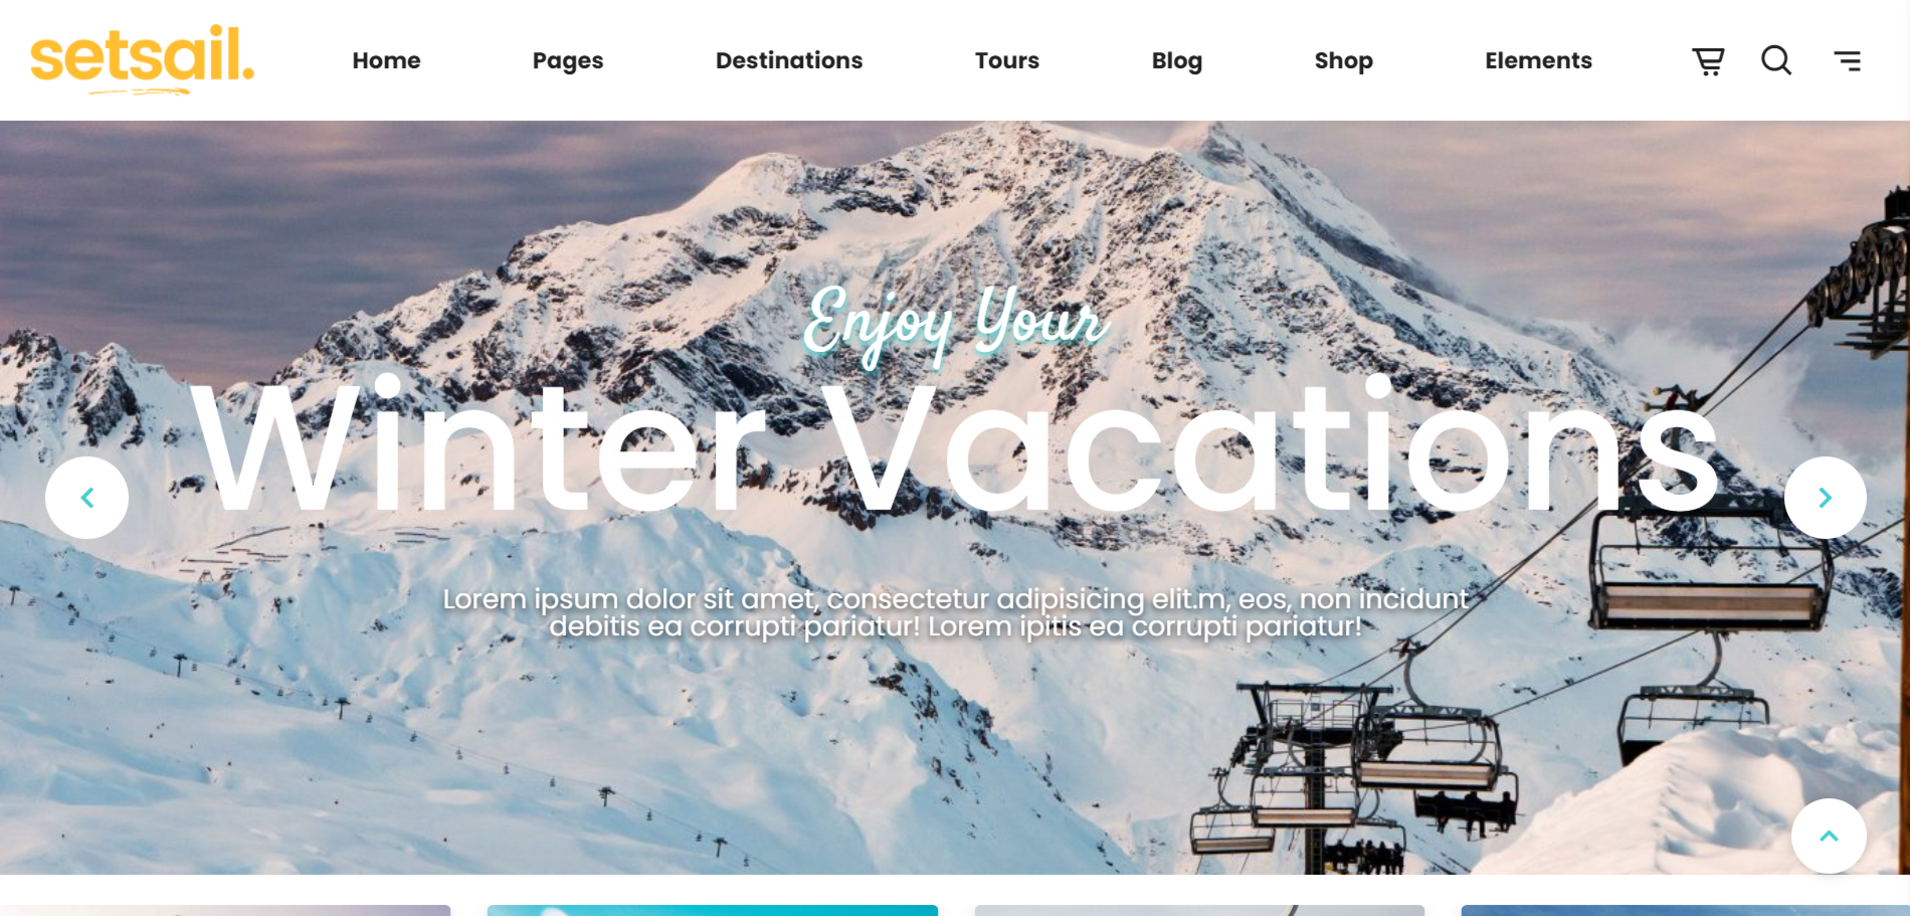 setsail.
Home Pages Destinations Tours Blog Shop Elements
Enjoy Your
Winter Vacations
Lorem ipsum dolor sit amet, consectetur adipisicing elit.m, eos, non incidunt
debitis ea corrupti pariatur! Lorem ipitis ea corrupti pariatur!